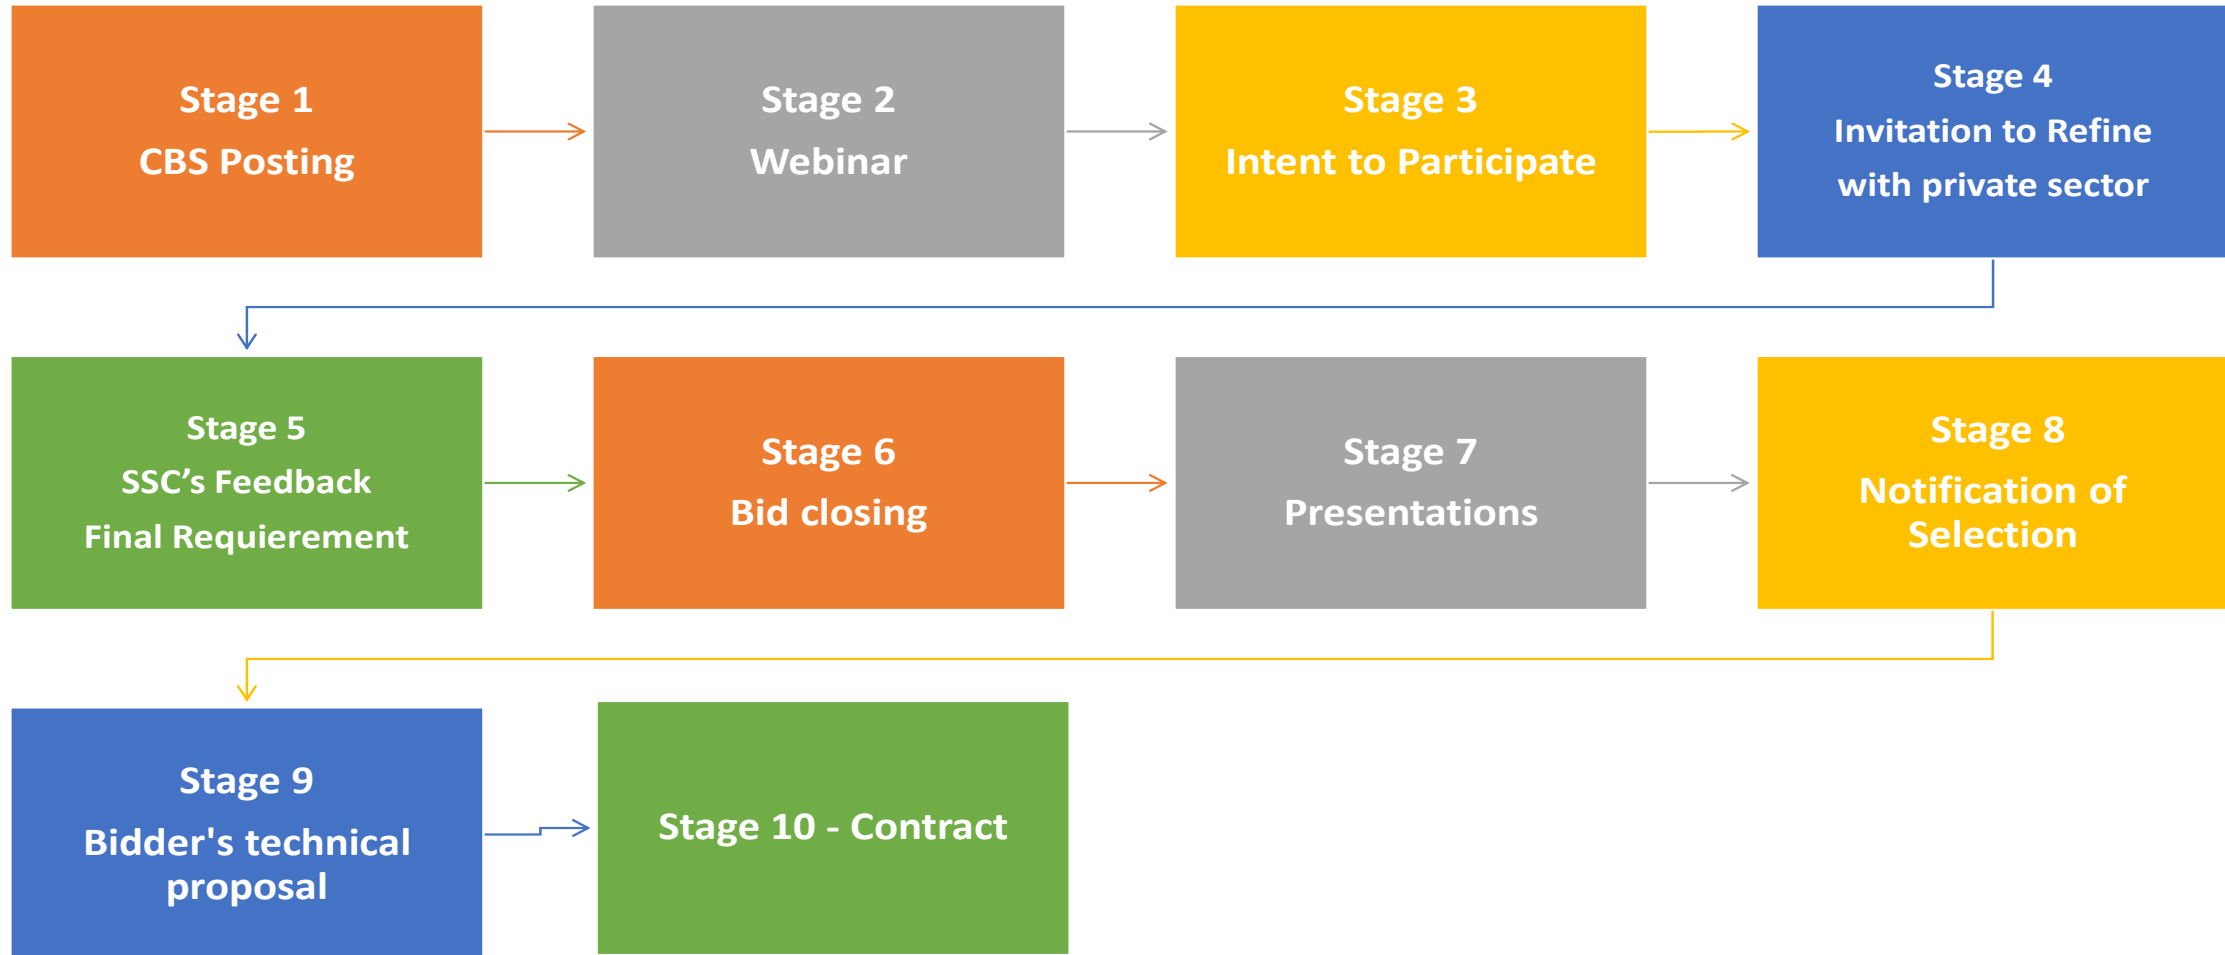 Stage 1
CBS Posting
Stage 2
Webinar
Stage 3
Intent to Participate
Stage 4
Invitation to Refine
with private sector
Stage 5
SSC’s Feedback
Final Requierement
Stage 6
Bid closing
Stage 7
Presentations
Stage 8
Notification of
Selection
Stage 9
Bidder's technical
proposal
Stage 10 - Contract